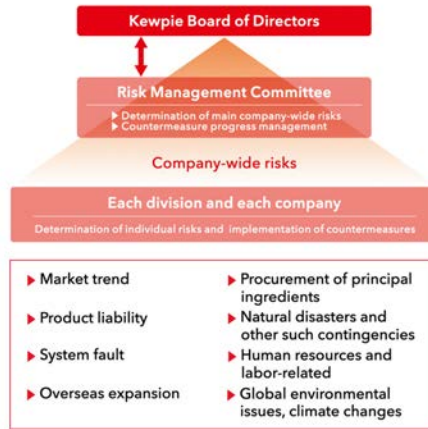 Kewpie Board of Directors
Risk Management Committee
Determination of main company-wide risks
Countermeasure progress management
Company-wide risks
Each division and each company
Determination of individual risks and implementation of countermeasures
Market trend
Product liability
System fault
Overseas expansion
Procurement of principal
ingredients
Natural disasters and
other such contingencies
Human resources and
labor-related
Global environmental
issues, climate changes